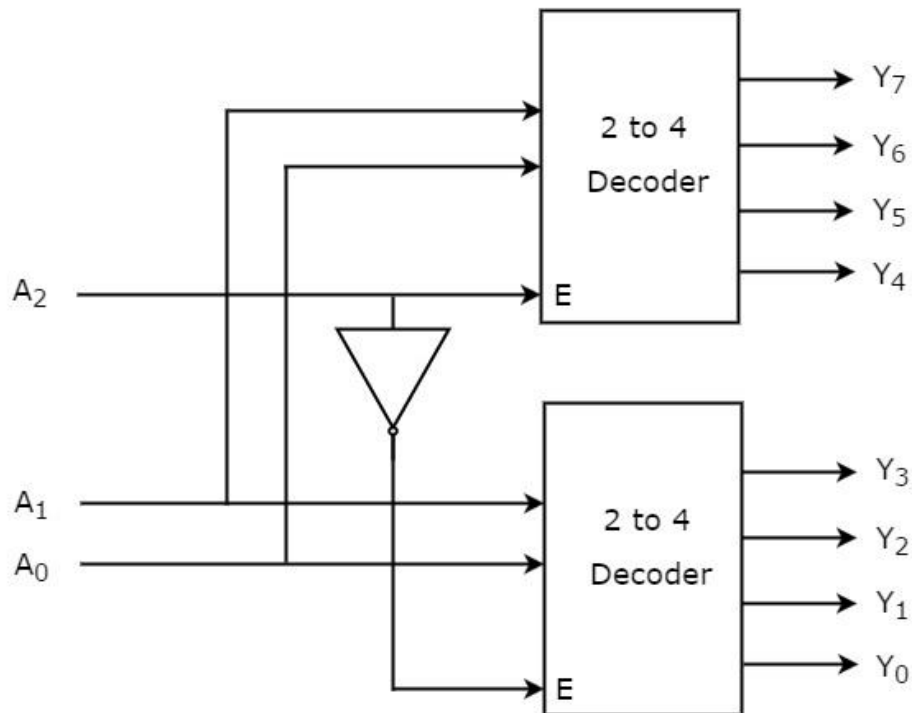 Y₇
2 to 4
Y₆
Decoder
Y₅
Y₄
A₂
E
Y₃
A₁
2 to 4
Y₂
A₀
Decoder
Y₁
Y₀
E